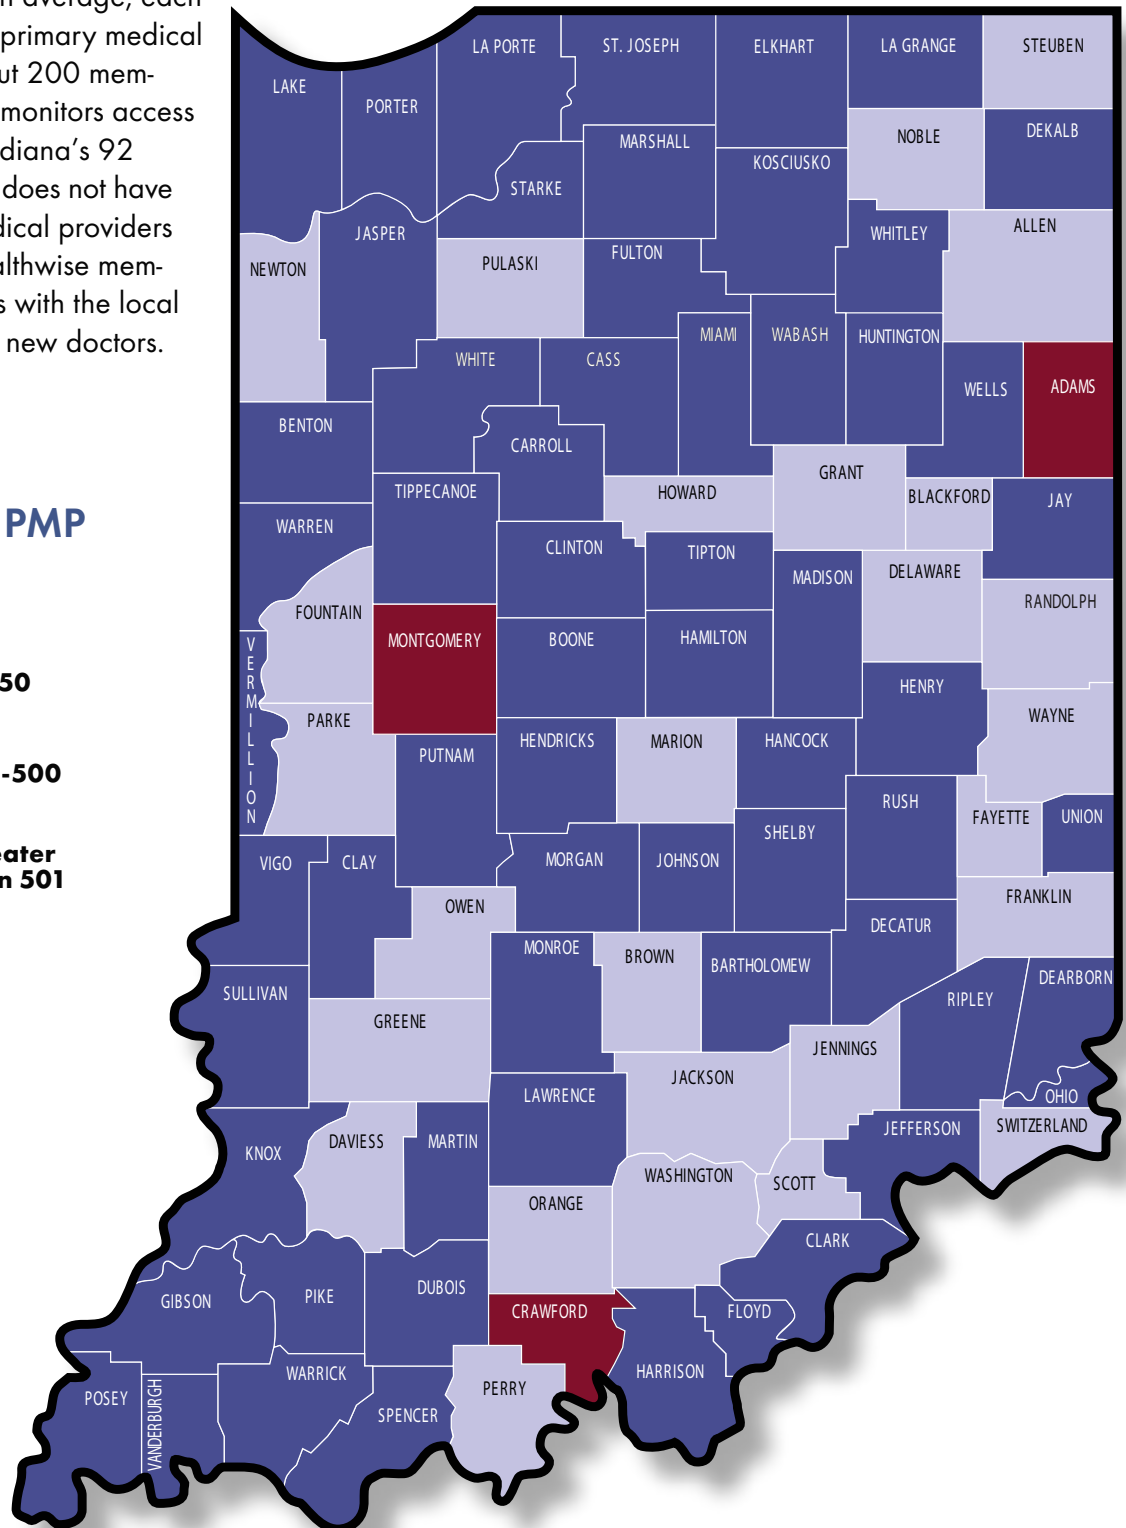 n average, each
primary medical
ut 200 mem-
monitors access
diana's 92
does not have
dical providers
althwise mem-
s with the local
new doctors.
PMP
50
-500
eater
n 501
LAKE
PORTER
LA PORTE
ST. JOSEPH
ELKHART
LA GRANGE
STEUBEN
NOBLE
DEKALB
MARSHALL
KOSCIUSKO
STARKE
JASPER
NEWTON
PULASKI
FULTON
WHITLEY
ALLEN
MIAMI
WABASH
HUNTINGTON
WHITE
CASS
WELLS
ADAMS
BENTON
CARROLL
GRANT
HOWARD
BLACKFORD
JAY
TIPPECANOE
WARREN
CLINTON
TIPTON
MADISON
DELAWARE
RANDOLPH
FOUNTAIN
MONTGOMERY
BOONE
HAMILTON
VERMILLION
HENRY
WAYNE
PARKE
PUTNAM
HENDRICKS
MARION
HANCOCK
RUSH
FAYETTE
UNION
SHELBY
VIGO
CLAY
MORGAN
JOHNSON
OWEN
FRANKLIN
DECATUR
MONROE
BROWN
BARTHOLOMEW
DEARBORN
RIPLEY
SULLIVAN
GREENE
JENNINGS
JACKSON
LAWRENCE
OHIO
SWITZERLAND
JEFFERSON
KNOX
DAVIESS
MARTIN
WASHINGTON
SCOTT
ORANGE
CLARK
DUBOIS
PIKE
GIBSON
CRAWFORD
FLOYD
HARRISON
WARRICK
PERRY
POSEY
VANDERBURGH
SPENCER